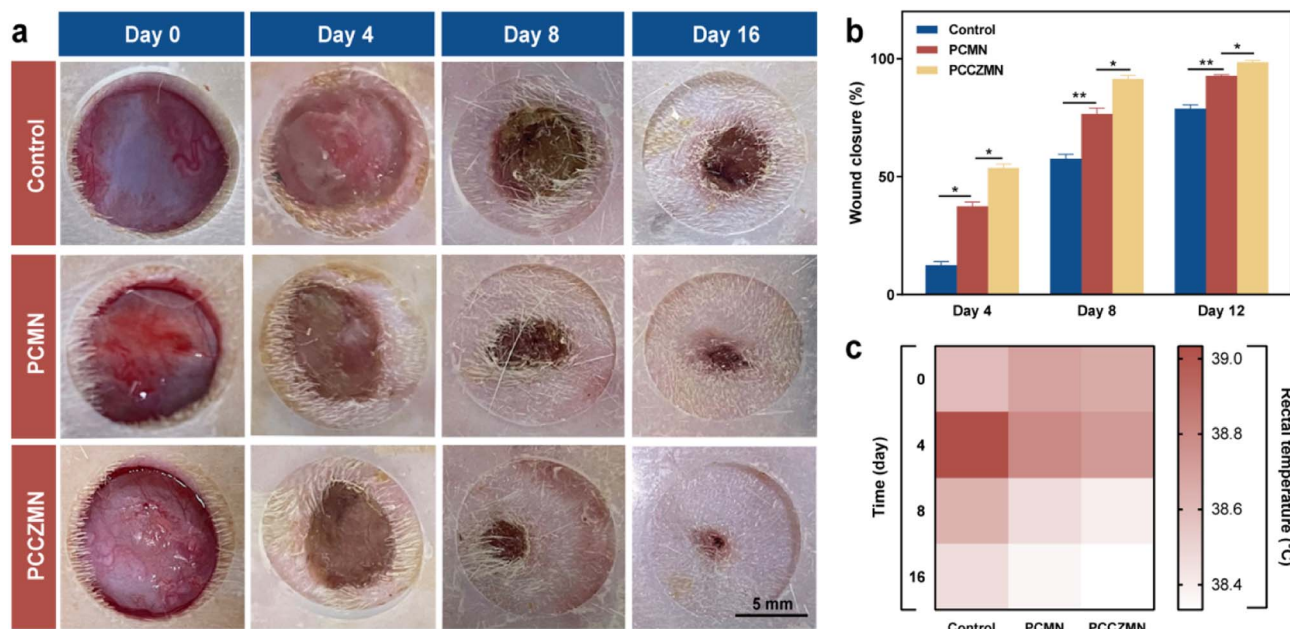 a
Day 0
Day 4
Day 8
Day 16
Control
PCMN
PCCZMN
5 mm
b
Control
PCMN
PCCZMN
Wound closure (%)
100
50
0
* * ** * ** *
Day 4
Day 8
Day 12
c
Time (day)
0
4
8
16
Control
PCMN
PCCZMN
39.0
38.8
38.6
38.4
Rectal temperature (°C)